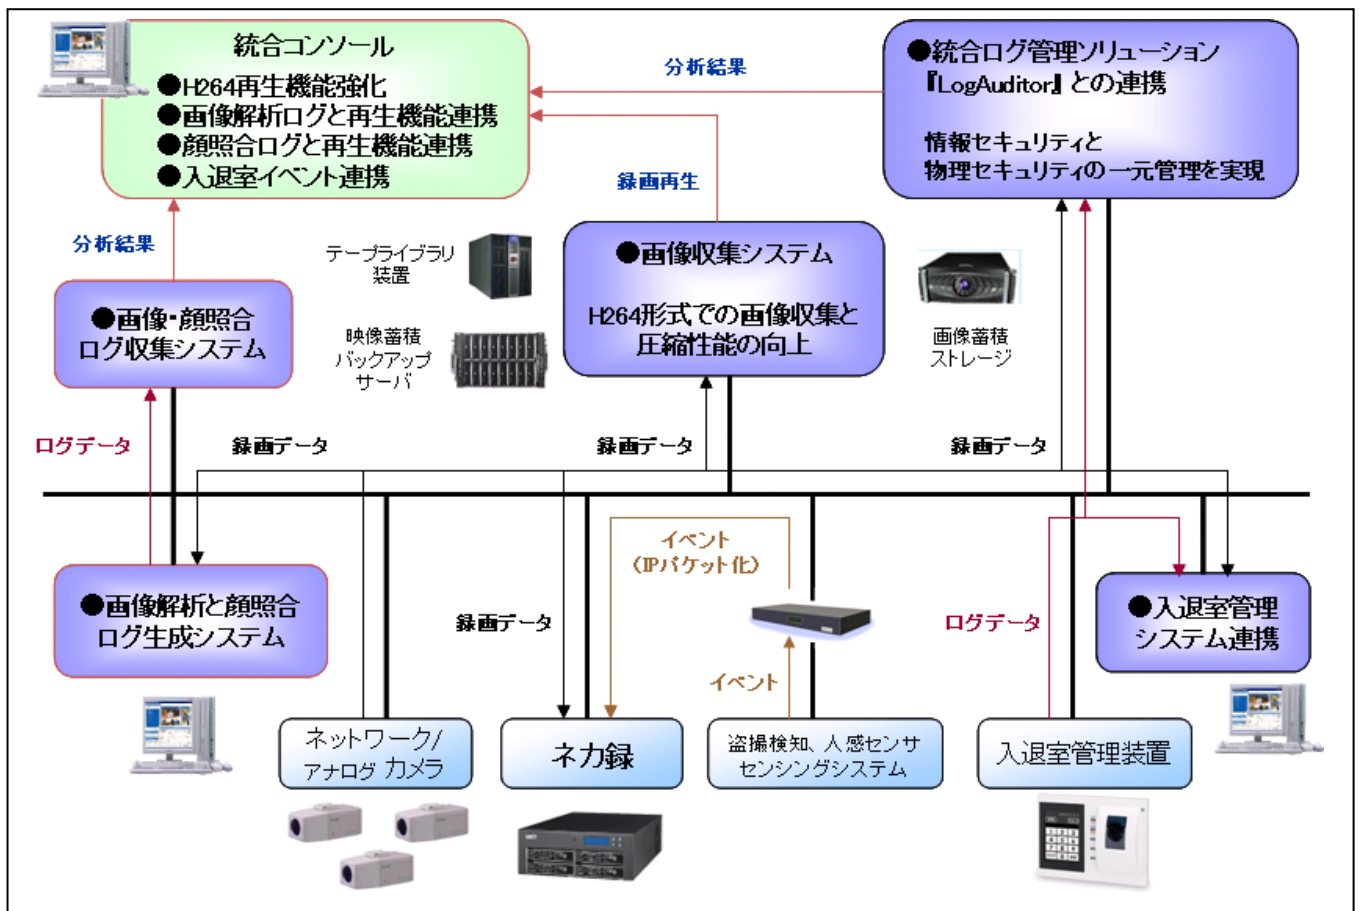 統合コンソール
●H264再生機能強化
●画像解析ログと再生機能連携
●顔照合ログと再生機能連携
●入退室イベント連携
分析結果
●統合ログ管理ソリューション
『LogAuditor』との連携
情報セキュリティと
物理セキュリティの一元管理を実現
録画再生
分析結果
テープライブラリ
装置
●画像収集システム
H264形式での画像収集と
圧縮性能の向上
●画像・顔照合
ログ収集システム
映像蓄積
バックアップ
サーバ
画像蓄積
ストレージ
ログデータ
録画データ
録画データ
録画データ
イベント
(IPパケット化)
●画像解析と顔照合
ログ生成システム
録画データ
ログデータ
●入退室管理
システム連携
イベント
ネットワーク/
アナログ カメラ
ネカ録
盗撮検知、人感センサ
センシングシステム
入退室管理装置